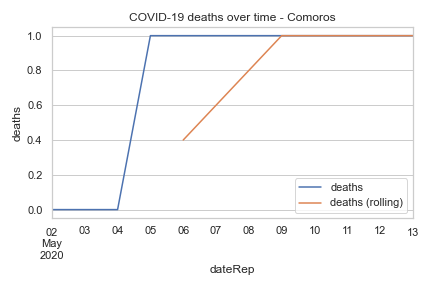 COVID-19 deaths over time - Comoros
deaths
1.0
0.8
0.6
0.4
0.2
0.0
deaths
deaths (rolling)
02 03 04 05 06 07 08 09 10 11 12 13
May
2020
dateRep